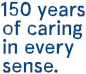 150 years
of caring
in every
sense.